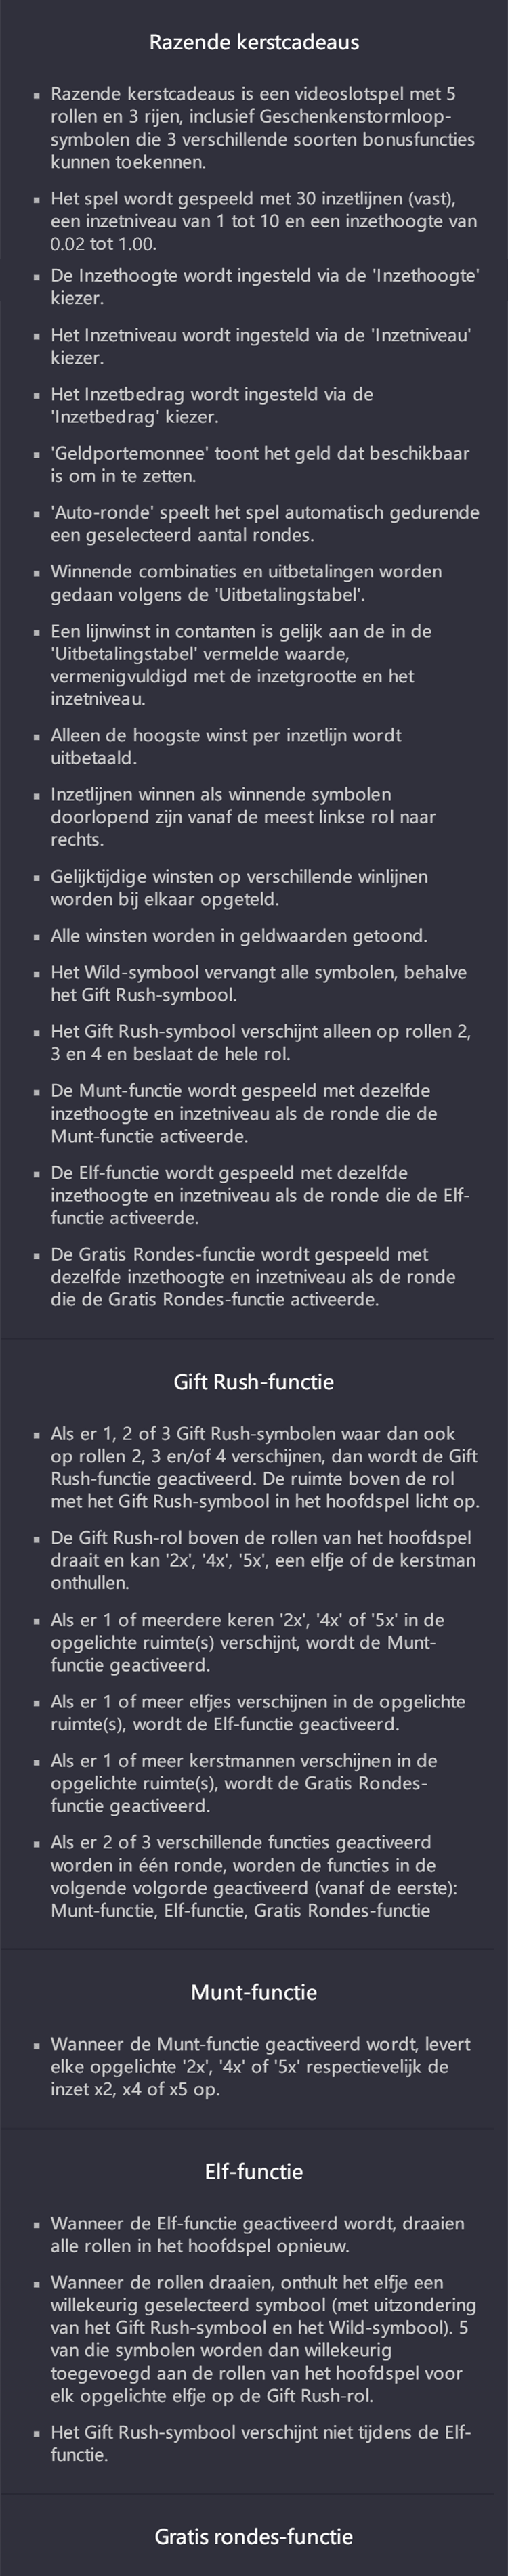 Razende kerstcadeaus
▪ Razende kerstcadeaus is een videoslotspel met 5
rollen en 3 rijen, inclusief Geschenkenstormloop-
symbolen die 3 verschillende soorten bonusfuncties
kunnen toekennen.
▪ Het spel wordt gespeeld met 30 inzetlijnen (vast),
een inzetniveau van 1 tot 10 en een inzethoogte van
0.02 tot 1.00.
▪ De Inzethoogte wordt ingesteld via de 'Inzethoogte'
kiezer.
▪ Het Inzetniveau wordt ingesteld via de 'Inzetniveau'
kiezer.
▪ Het Inzetbedrag wordt ingesteld via de
'Inzetbedrag' kiezer.
▪ 'Geldportemonnee' toont het geld dat beschikbaar
is om in te zetten.
▪ 'Auto-ronde' speelt het spel automatisch gedurende
een geselecteerd aantal rondes.
▪ Winnende combinaties en uitbetalingen worden
gedaan volgens de 'Uitbetalingstabel'.
▪ Een lijnwinst in contanten is gelijk aan de in de
'Uitbetalingstabel' vermelde waarde,
vermenigvuldigd met de inzetgrootte en het
inzetniveau.
▪ Alleen de hoogste winst per inzetlijn wordt
uitbetaald.
▪ Inzetlijnen winnen als winnende symbolen
doorlopend zijn vanaf de meest linkse rol naar
rechts.
▪ Gelijktijdige winsten op verschillende winlijnen
worden bij elkaar opgeteld.
▪ Alle winsten worden in geldwaarden getoond.
▪ Het Wild-symbool vervangt alle symbolen, behalve
het Gift Rush-symbool.
▪ Het Gift Rush-symbool verschijnt alleen op rollen 2,
3 en 4 en beslaat de hele rol.
▪ De Munt-functie wordt gespeeld met dezelfde
inzethoogte en inzetniveau als de ronde die de
Munt-functie activeerde.
▪ De Elf-functie wordt gespeeld met dezelfde
inzethoogte en inzetniveau als de ronde die de Elf-
functie activeerde.
▪ De Gratis Rondes-functie wordt gespeeld met
dezelfde inzethoogte en inzetniveau als de ronde
die de Gratis Rondes-functie activeerde.
Gift Rush-functie
▪ Als er 1, 2 of 3 Gift Rush-symbolen waar dan ook
op rollen 2, 3 en/of 4 verschijnen, dan wordt de Gift
Rush-functie geactiveerd. De ruimte boven de rol
met het Gift Rush-symbool in het hoofdspel licht op.
▪ De Gift Rush-rol boven de rollen van het hoofdspel
draait en kan '2x', '4x', '5x', een elfje of de kerstman
onthullen.
▪ Als er 1 of meerdere keren '2x', '4x' of '5x' in de
opgelichte ruimte(s) verschijnt, wordt de Munt-
functie geactiveerd.
▪ Als er 1 of meer elfjes verschijnen in de opgelichte
ruimte(s), wordt de Elf-functie geactiveerd.
▪ Als er 1 of meer kerstmannen verschijnen in de
opgelichte ruimte(s), wordt de Gratis Rondes-
functie geactiveerd.
▪ Als er 2 of 3 verschillende functies geactiveerd
worden in één ronde, worden de functies in de
volgende volgorde geactiveerd (vanaf de eerste):
Munt-functie, Elf-functie, Gratis Rondes-functie
Munt-functie
▪ Wanneer de Munt-functie geactiveerd wordt, levert
elke opgelichte '2x', '4x' of '5x' respectievelijk de
inzet x2, x4 of x5 op.
Elf-functie
▪ Wanneer de Elf-functie geactiveerd wordt, draaien
alle rollen in het hoofdspel opnieuw.
▪ Wanneer de rollen draaien, onthult het elfje een
willekeurig geselecteerd symbool (met uitzondering
van het Gift Rush-symbool en het Wild-symbool). 5
van die symbolen worden dan willekeurig
toegevoegd aan de rollen van het hoofdspel voor
elk opgelichte elfje op de Gift Rush-rol.
▪ Het Gift Rush-symbool verschijnt niet tijdens de Elf-
functie.
Gratis rondes-functie